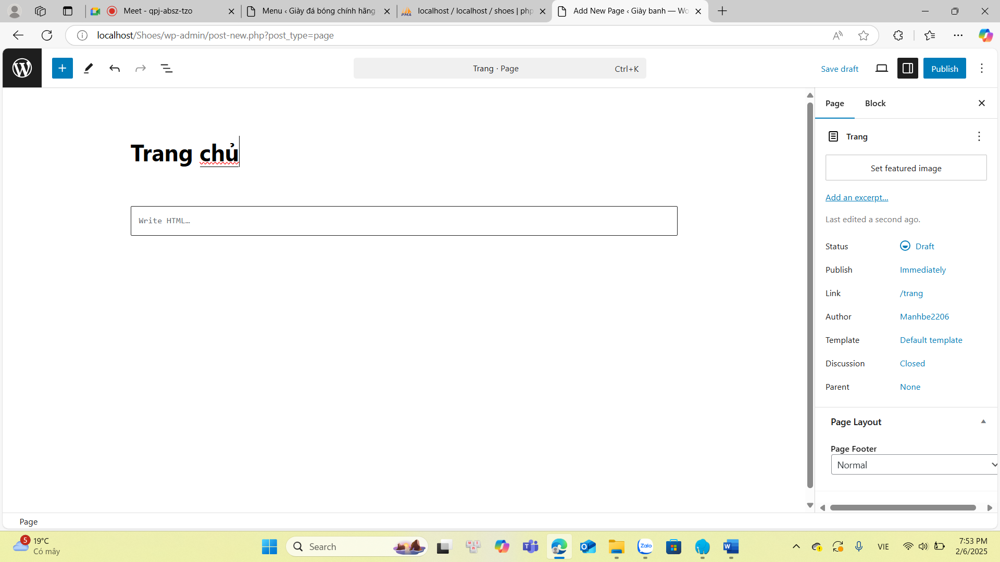 Meet - qpj-absz-tzo
Menu ‹ Giày đá bóng chính hãng
localhost / localhost / shoes | php
Add New Page ‹ Giày banh — Wo
localhost/Shoes/wp-admin/post-new.php?post_type=page
Trang · Page
Ctrl+K
Save draft
Publish
Page
Block
Trang
Trang chủ
Set featured image
Add an excerpt…
Write HTML…
Last edited a second ago.
Status
Draft
Publish
Immediately
Link
/trang
Author
Manhbe2206
Template
Default template
Discussion
Closed
Parent
None
Page Layout
Page Footer
Normal
Page
5
19°C
Có mây
Search
Zalo
VIE
7:53 PM
2/6/2025